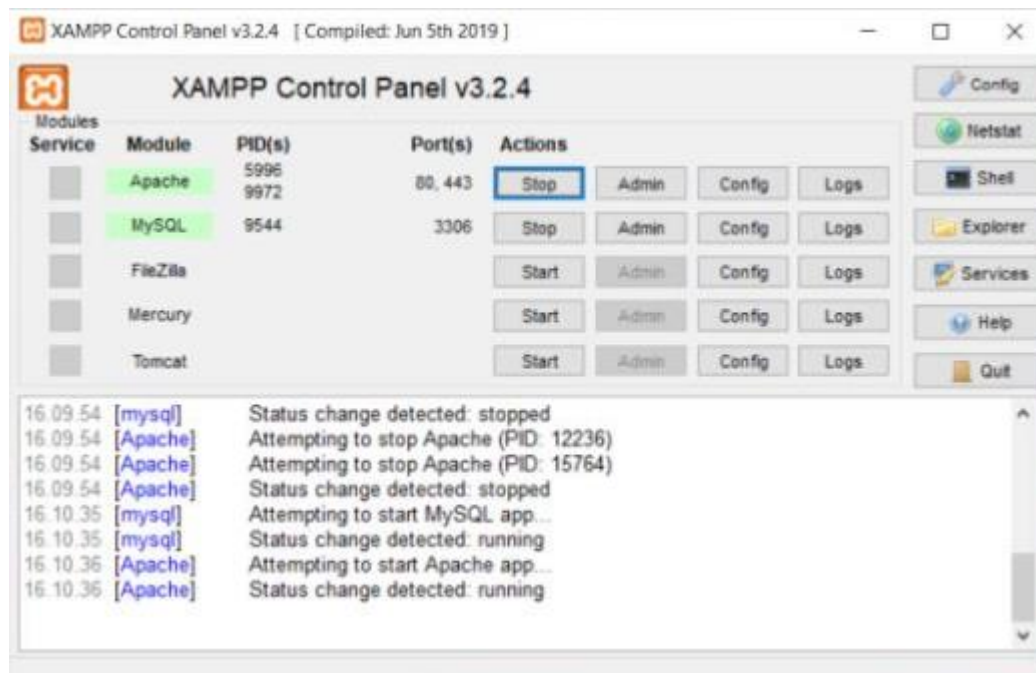 XAMPP Control Panel v3.2.4 [ Compiled: Jun 5th 2019 ]
XAMPP Control Panel v3.2.4
Config
Modules
Service Module PID(s) Port(s) Actions
Netstat
Apache 5996 9972 80, 443 Stop Admin Config Logs
Shell
MySQL 9544 3306 Stop Admin Config Logs
Explorer
FileZilla Start Admin Config Logs
Services
Mercury Start Admin Config Logs
Help
Tomcat Start Admin Config Logs
Quit
16.09.54 [mysql] Status change detected: stopped
16.09.54 [Apache] Attempting to stop Apache (PID: 12236)
16.09.54 [Apache] Attempting to stop Apache (PID: 15764)
16.09.54 [Apache] Status change detected: stopped
16.10.35 [mysql] Attempting to start MySQL app...
16.10.35 [mysql] Status change detected: running
16.10.36 [Apache] Attempting to start Apache app...
16.10.36 [Apache] Status change detected: running